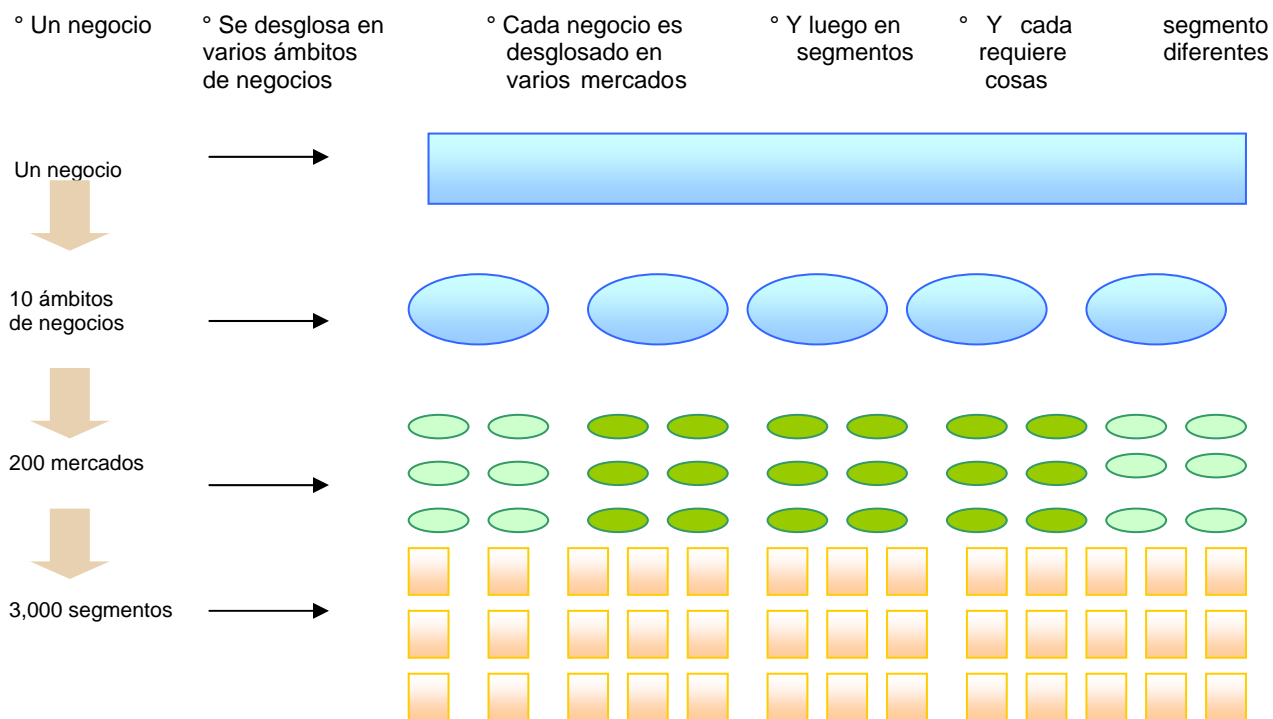 ° Un negocio
° Se desglosa en
varios ámbitos
de negocios
° Cada negocio es
desglosado en
varios mercados
° Y luego en
segmentos
° Y cada segmento
requiere diferentes
cosas
Un negocio
10 ámbitos
de negocios
200 mercados
3,000 segmentos